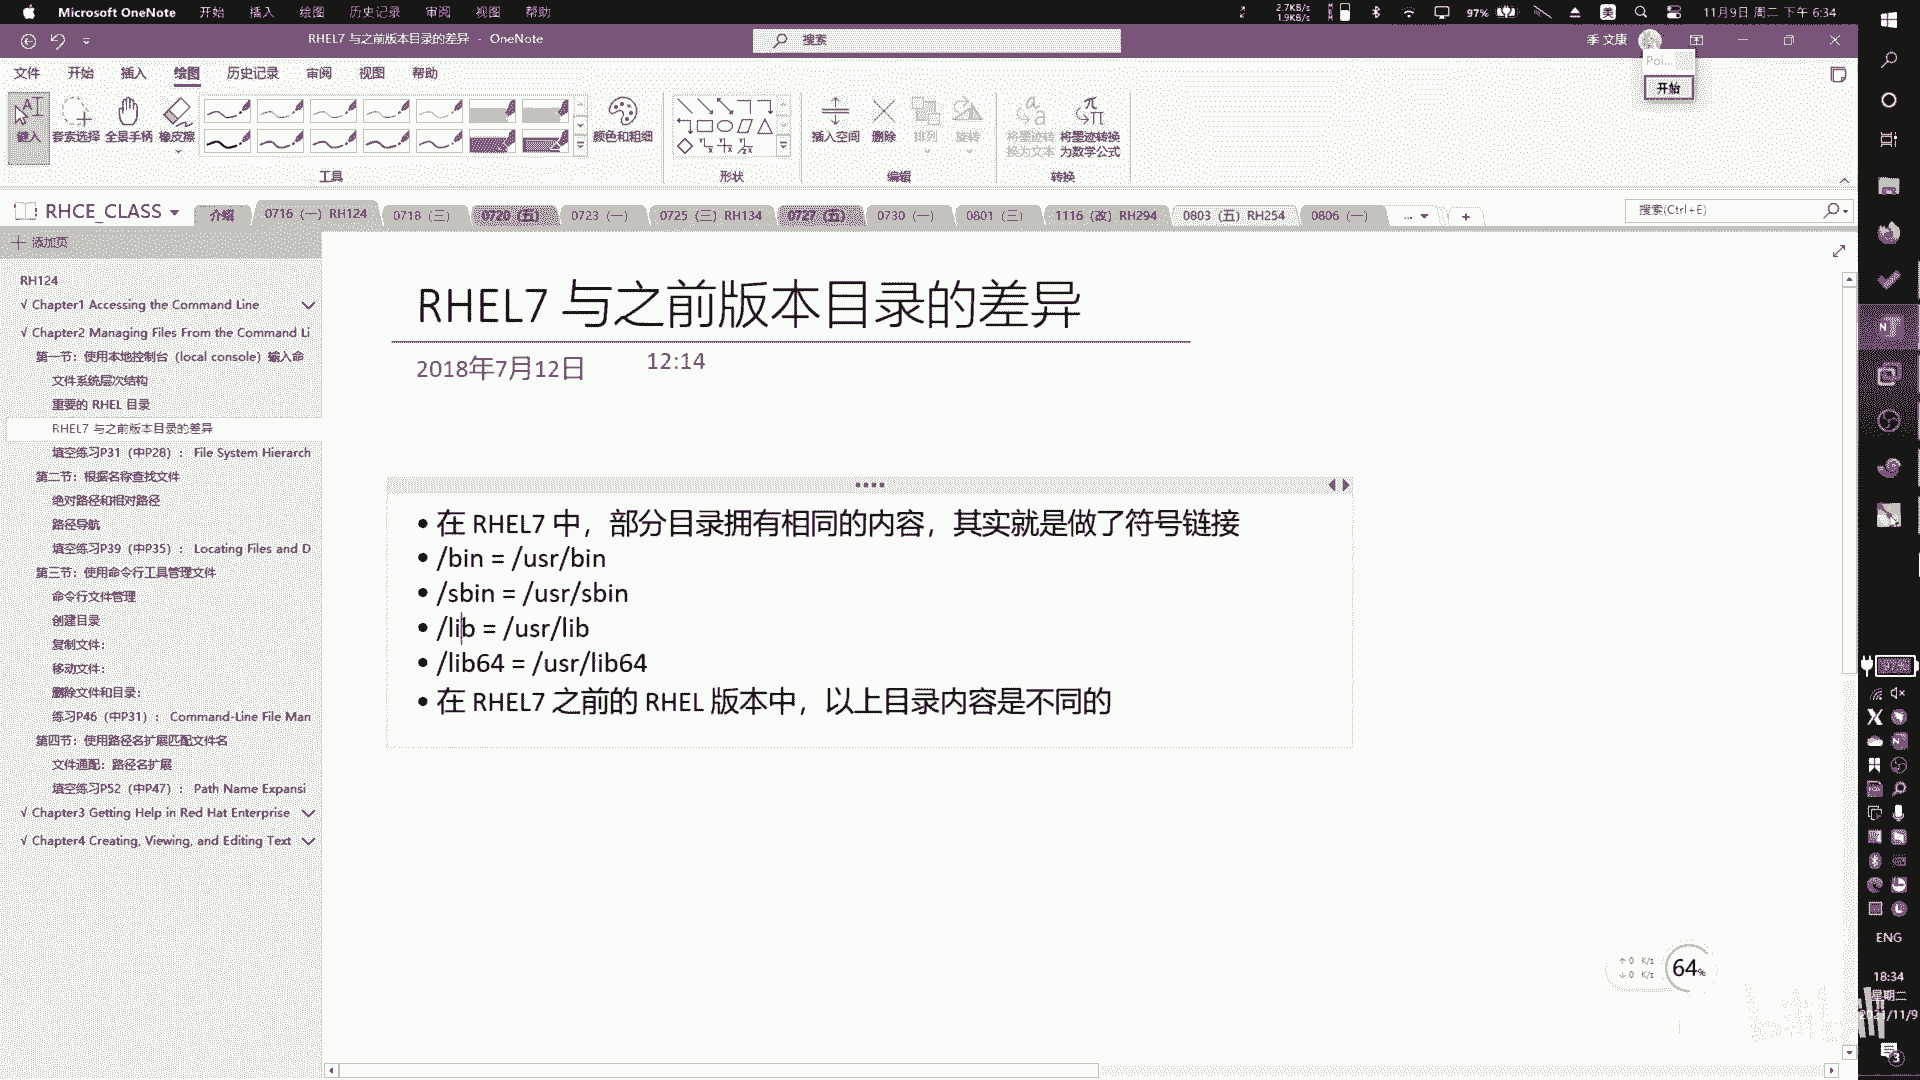 Microsoft OneNote 开始 插入 绘图 历史记录 审阅 视图 帮助
2.7KB/s
1.9KB/s
97%
美
11月9日 周二 下午 6:34
RHEL7 与之前版本目录的差异 - OneNote
搜索
季 文康
Poi...
开始
文件 开始 插入 绘图 历史记录 审阅 视图 帮助
键入 套索选择 全景手柄 橡皮擦
颜色和粗细
插入空间 删除 排列 旋转
将墨迹转换为文本
将墨迹转换为数学公式
工具 形状 编辑 转换
RHCE_CLASS
介绍 0716（一）RH124 0718（三） 0720（五） 0723（一） 0725（三）RH134 0727（五） 0730（一） 0801（三） 1116（改）RH294 0803（五）RH254 0806（一） ... +
搜索(Ctrl+E)
添加页
RH124
√ Chapter1 Accessing the Command Line
√ Chapter2 Managing Files From the Command Li
第一节：使用本地控制台（local console）输入命
文件系统层次结构
重要的 RHEL 目录
RHEL7 与之前版本目录的差异
填空练习P31（中P28）： File System Hierarch
第二节：根据名称查找文件
绝对路径和相对路径
路径导航
填空练习P39（中P35）： Locating Files and D
第三节：使用命令行工具管理文件
命令行文件管理
创建目录
复制文件：
移动文件：
删除文件和目录：
练习P46（中P31）： Command-Line File Man
第四节：使用路径名扩展匹配文件名
文件通配：路径名扩展
填空练习P52（中P47）： Path Name Expansi
√ Chapter3 Getting Help in Red Hat Enterprise
√ Chapter4 Creating, Viewing, and Editing Text
RHEL7 与之前版本目录的差异
2018年7月12日 12:14
• 在 RHEL7 中，部分目录拥有相同的内容，其实就是做了符号链接
• /bin = /usr/bin
• /sbin = /usr/sbin
• /lib = /usr/lib
• /lib64 = /usr/lib64
• 在 RHEL7 之前的 RHEL 版本中，以上目录内容是不同的
↑ 0 K/s
↓ 0 K/s
64%
97%
ENG
18:34
星期二
2021/11/9
3